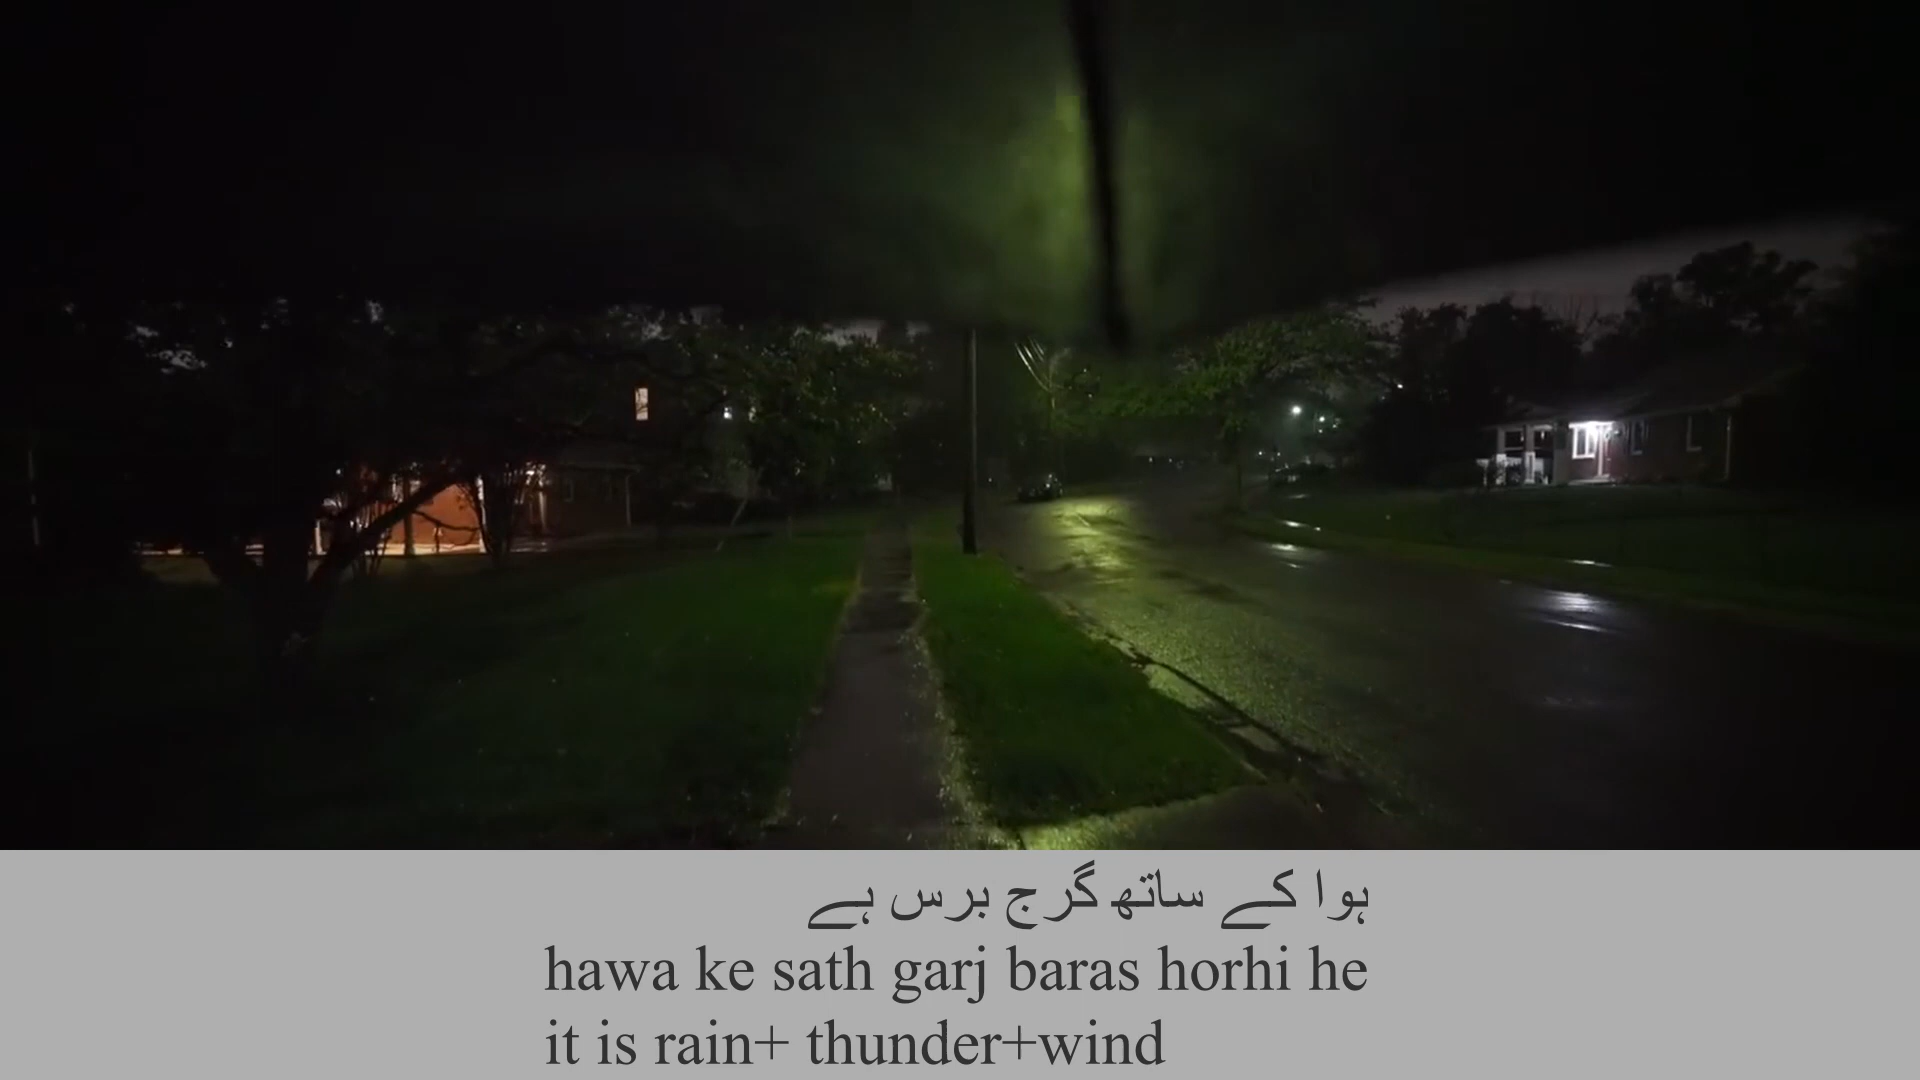 ہوا کے ساتھ گرج برس ہے
hawa ke sath garj baras horhi he
it is rain+ thunder+wind